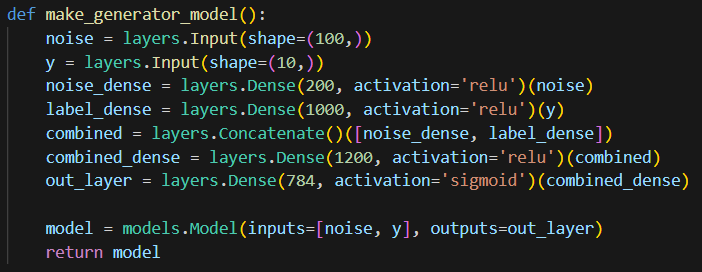 def make_generator_model():
    noise = layers.Input(shape=(100,))
    y = layers.Input(shape=(10,))
    noise_dense = layers.Dense(200, activation='relu')(noise)
    label_dense = layers.Dense(1000, activation='relu')(y)
    combined = layers.Concatenate()([noise_dense, label_dense])
    combined_dense = layers.Dense(1200, activation='relu')(combined)
    out_layer = layers.Dense(784, activation='sigmoid')(combined_dense)

    model = models.Model(inputs=[noise, y], outputs=out_layer)
    return model